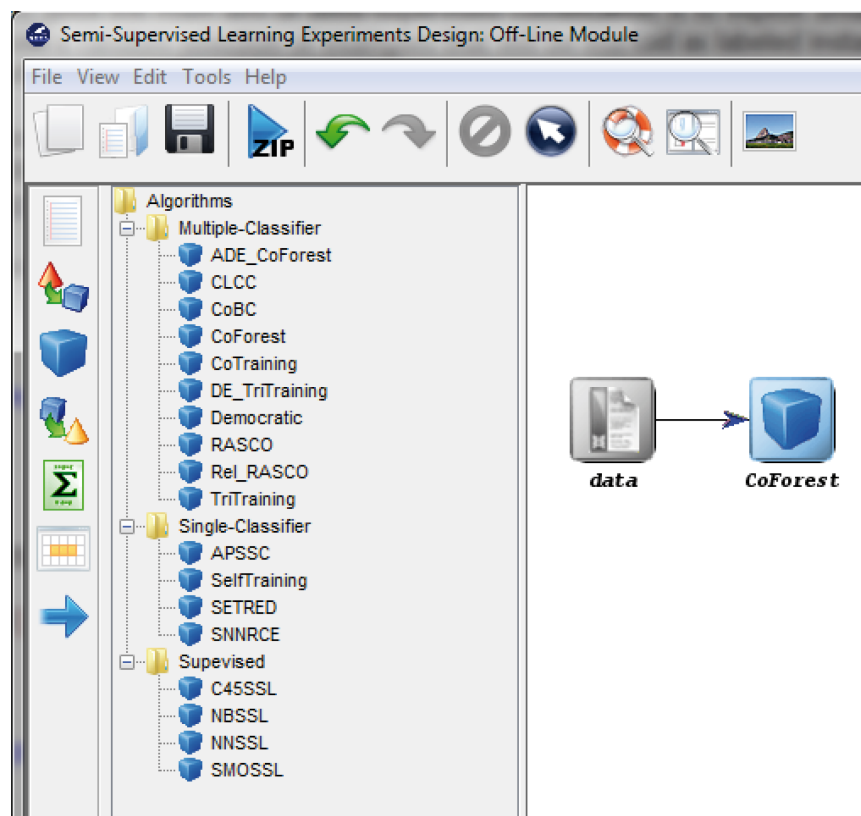 Semi-Supervised Learning Experiments Design: Off-Line Module
File View Edit Tools Help
ZIP
Algorithms
Multiple-Classifier
ADE_CoForest
CLCC
CoBC
CoForest
CoTraining
DE_TriTraining
Democratic
RASCO
Rel_RASCO
TriTraining
Single-Classifier
APSSC
SelfTraining
SETRED
SNNRCE
Supevised
C45SSL
NBSSL
NNSSL
SMOSSL
Σ
data
CoForest